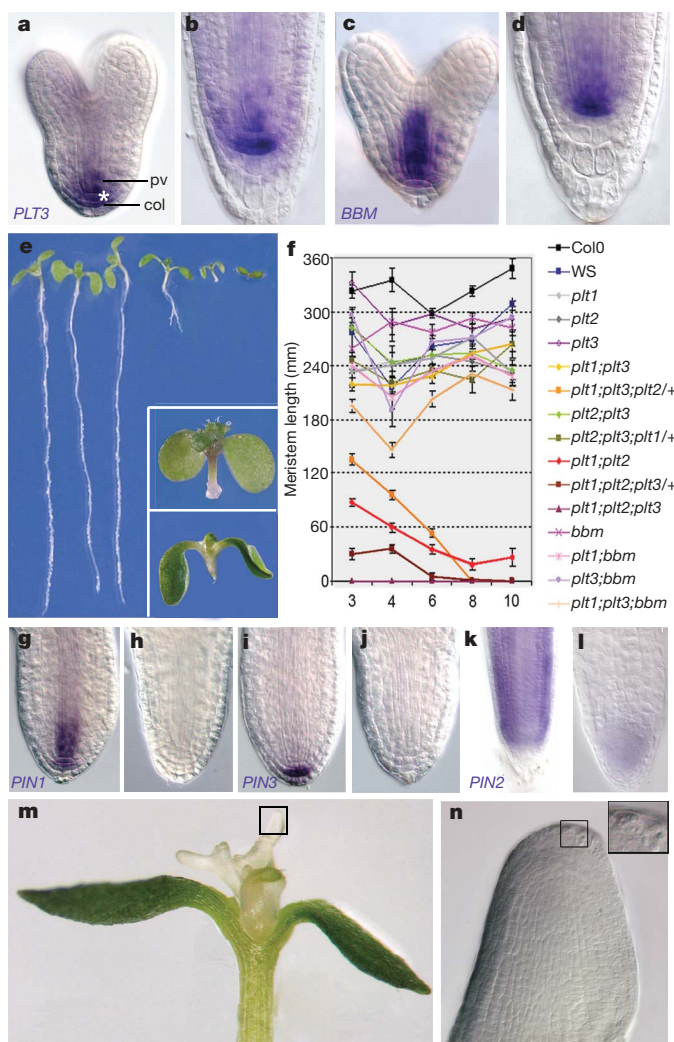 a
b
c
d
pv
*
col
PLT3
BBM
e
f
360
300
240
180
120
60
0
Meristem length (mm)
3 4 6 8 10
Col0
WS
plt1
plt2
plt3
plt1;plt3
plt1;plt3;plt2/+
plt2;plt3
plt2;plt3;plt1/+
plt1;plt2
plt1;plt2;plt3/+
plt1;plt2;plt3
bbm
plt1;bbm
plt3;bbm
plt1;plt3;bbm
g
h
i
j
k
l
PIN1
PIN3
PIN2
m
n